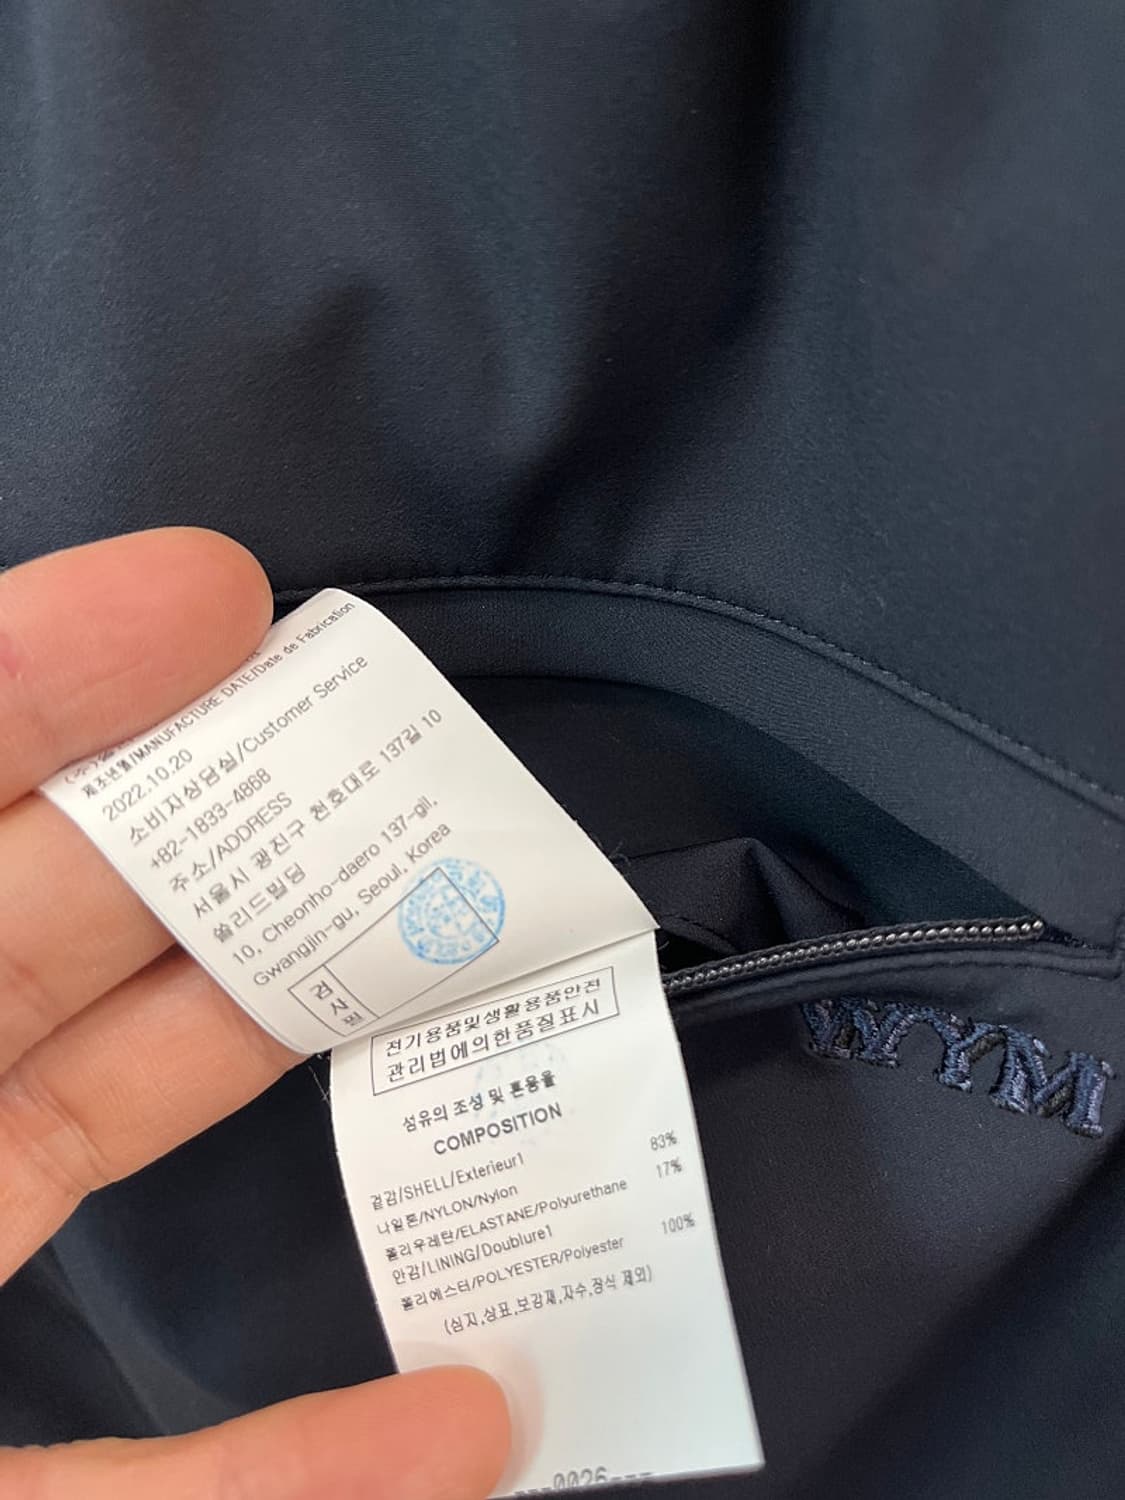 제조년월/MANUFACTURE DATE/Date de Fabrication
2022.10.20
소비자상담실/Customer Service
+82-1833-4868
주소/ADDRESS
서울시 광진구 천호대로 137길 10
쏠리드빌딩
10, Cheonho-daero 137-gil,
Gwangjin-gu, Seoul, Korea
검사필
전기용품및생활용품안전
관리법에의한품질표시
섬유의 조성 및 혼용율
COMPOSITION
겉감/SHELL/Exterieur1
나일론/NYLON/Nylon 83%
폴리우레탄/ELASTANE/Polyurethane 17%
안감/LINING/Doublure1
폴리에스터/POLYESTER/Polyester 100%
(심지,상표,보강재,자수,장식 제외)
---0026---
WYM